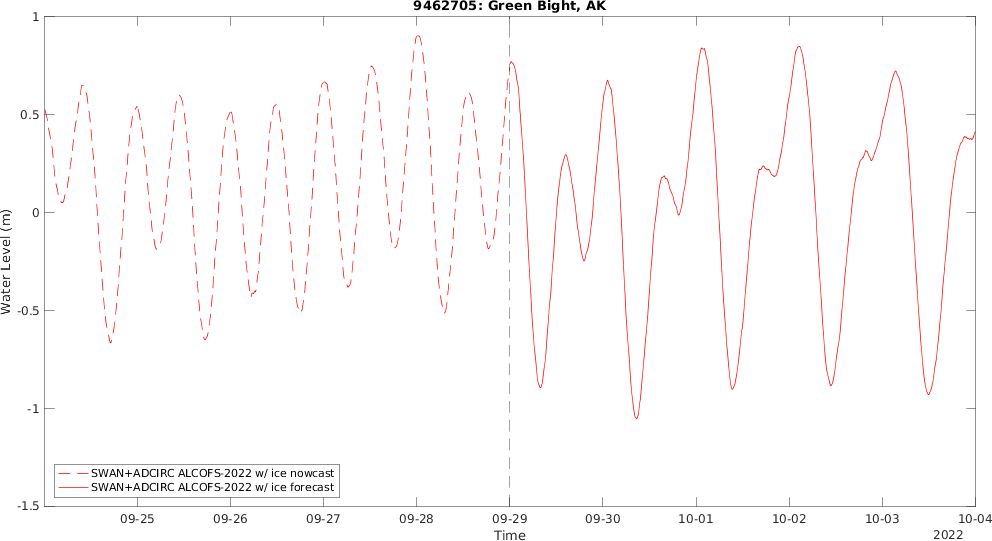 9462705: Green Bight, AK
1
0.5
0
-0.5
-1
-1.5
Water Level (m)
SWAN+ADCIRC ALCOFS-2022 w/ ice nowcast
SWAN+ADCIRC ALCOFS-2022 w/ ice forecast
09-25 09-26 09-27 09-28 09-29 09-30 10-01 10-02 10-03 10-04
Time
2022